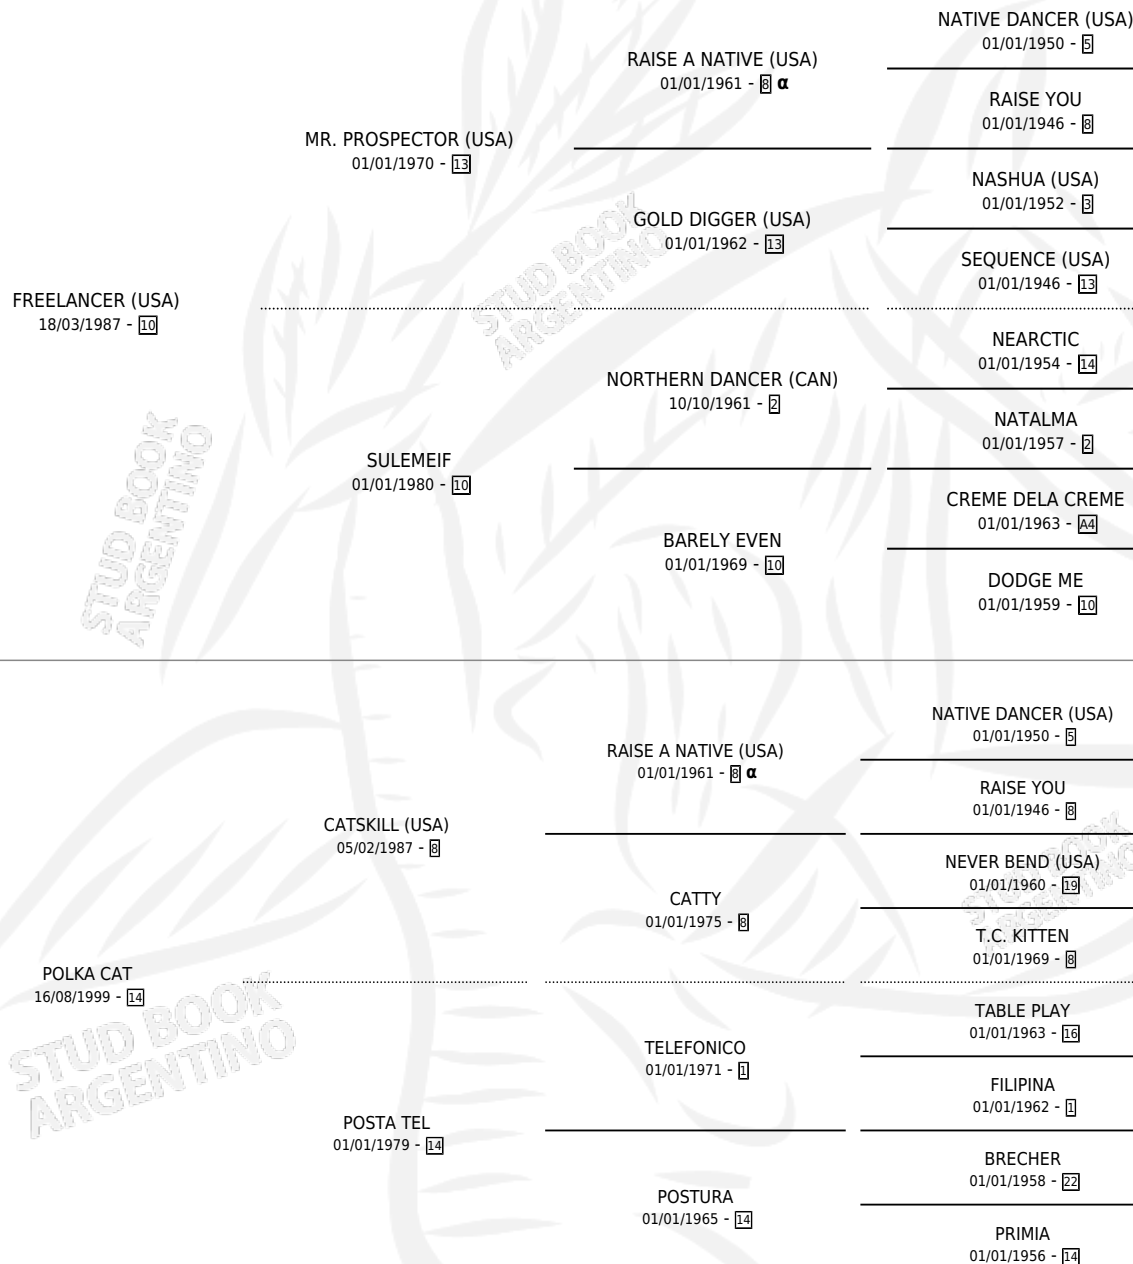 NATIVE DANCER (USA)
01/01/1950 - 5
RAISE A NATIVE (USA)
01/01/1961 - 8 α
RAISE YOU
01/01/1946 - 8
MR. PROSPECTOR (USA)
01/01/1970 - 13
NASHUA (USA)
01/01/1952 - 3
GOLD DIGGER (USA)
01/01/1962 - 13
SEQUENCE (USA)
01/01/1946 - 13
STUD BOOK
ARGENTINO
FREELANCER (USA)
18/03/1987 - 10
NEARCTIC
01/01/1954 - 14
NORTHERN DANCER (CAN)
10/10/1961 - 2
NATALMA
01/01/1957 - 2
SULEMEIF
01/01/1980 - 10
CREME DELA CREME
01/01/1963 - A4
BARELY EVEN
01/01/1969 - 10
DODGE ME
01/01/1959 - 10
STUD BOOK
ARGENTINO
NATIVE DANCER (USA)
01/01/1950 - 5
RAISE A NATIVE (USA)
01/01/1961 - 8 α
RAISE YOU
01/01/1946 - 8
CATSKILL (USA)
05/02/1987 - 8
NEVER BEND (USA)
01/01/1960 - 19
CATTY
01/01/1975 - 8
T.C. KITTEN
01/01/1969 - 8
STUD BOOK
ARGENTINO
POLKA CAT
16/08/1999 - 14
TABLE PLAY
01/01/1963 - 16
TELEFONICO
01/01/1971 - 1
FILIPINA
01/01/1962 - 1
POSTA TEL
01/01/1979 - 14
BRECHER
01/01/1958 - 22
POSTURA
01/01/1965 - 14
PRIMIA
01/01/1956 - 14
STUD BOOK
ARGENTINO